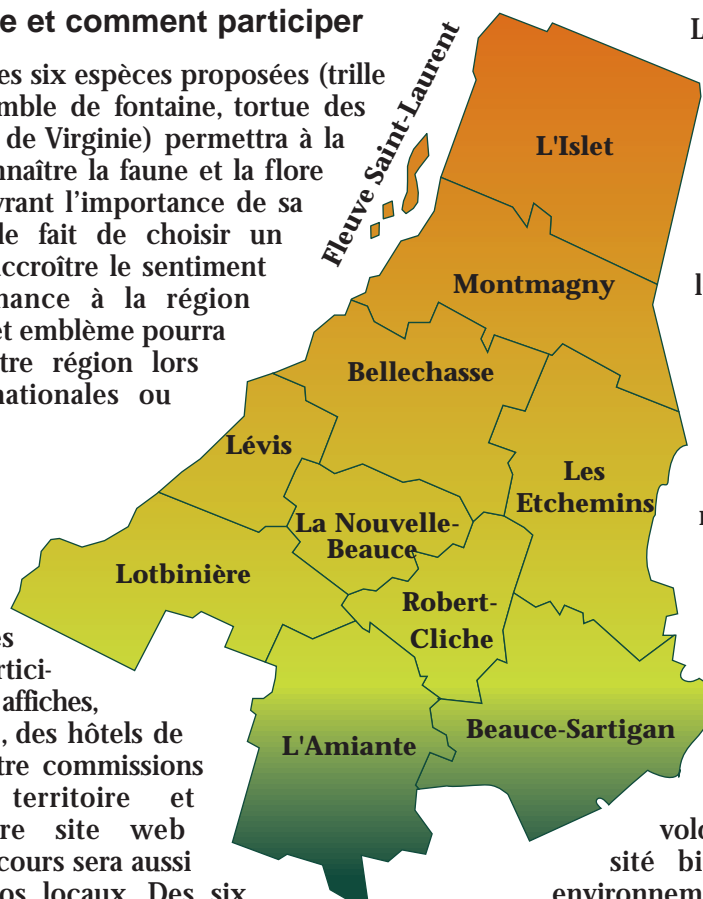 e et comment participer
es six espèces proposées (trille
mble de fontaine, tortue des
de Virginie) permettra à la
nnaître la faune et la flore
vrant l'importance de sa
le fait de choisir un
accroître le sentiment
nance à la région
et emblème pourra
tre région lors
nationales ou
es
rtici-
affiches,
, des hôtels de
tre commissions
territoire et
re site web
cours sera aussi
os locaux. Des six
Fleuve Saint-Laurent
L'Islet
Montmagny
Bellechasse
Lévis
Les
Etchemins
La Nouvelle-
Beauce
Lotbinière
Robert-
Cliche
L'Amiante
Beauce-Sartigan
L
l
r
volo
sité bi
environnem